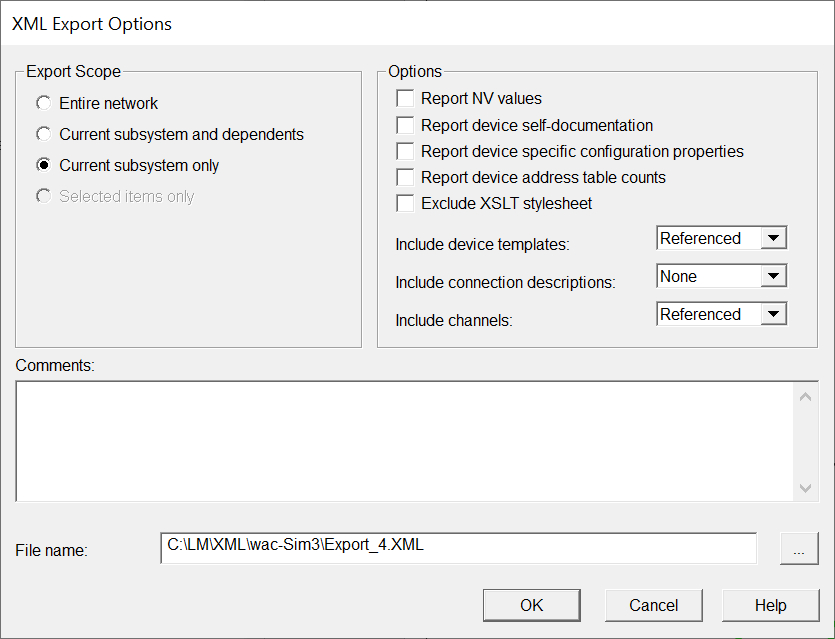 XML Export Options
Export Scope
Entire network
Current subsystem and dependents
Current subsystem only
Selected items only
Options
Report NV values
Report device self-documentation
Report device specific configuration properties
Report device address table counts
Exclude XSLT stylesheet
Include device templates: Referenced
Include connection descriptions: None
Include channels: Referenced
Comments:
File name: C:\LM\XML\wac-Sim3\Export_4.XML ...
OK Cancel Help